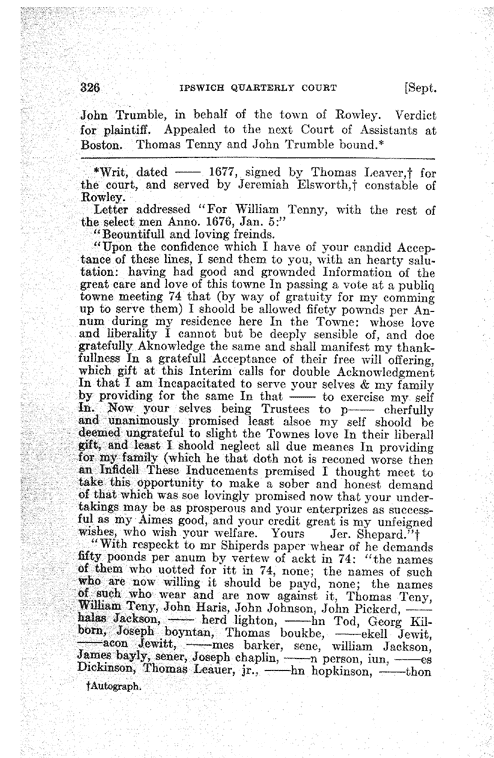 326 IPSWICH QUARTERLY COURT [Sept.
John Trumble, in behalf of the town of Rowley. Verdict
for plaintiff. Appealed to the next Court of Assistants at
Boston. Thomas Tenny and John Trumble bound.*
*Writ, dated —— 1677, signed by Thomas Leaver,† for
the court, and served by Jeremiah Elsworth,† constable of
Rowley.
Letter addressed "For William Tenny, with the rest of
the select men Anno. 1676, Jan. 5:"
"Beountifull and loving freinds.
"Upon the confidence which I have of your candid Accep-
tance of these lines, I send them to you, with an hearty salu-
tation: having had good and grownded Information of the
great care and love of this towne In passing a vote at a publiq
towne meeting 74 that (by way of gratuity for my comming
up to serve them) I shoold be allowed fifety pownds per An-
num during my residence here In the Towne: whose love
and liberality I cannot but be deeply sensible of, and doe
gratefully Aknowledge the same and shall manifest my thank-
fullness In a gratefull Acceptance of their free will offering,
which gift at this Interim calls for double Acknowledgment
In that I am Incapacitated to serve your selves & my family
by providing for the same In that —— to exercise my self
In. Now your selves being Trustees to p—— cherfully
and unanimously promised least alsoe my self shoold be
deemed ungrateful to slight the Townes love In their liberall
gift, and least I shoold neglect all due meanes In providing
for my family (which he that doth not is reconed worse then
an Infidell These Inducements premised I thought meet to
take this opportunity to make a sober and honest demand
of that which was soe lovingly promised now that your under-
takings may be as prosperous and your enterprizes as success-
ful as my Aimes good, and your credit great is my unfeigned
wishes, who wish your welfare. Yours Jer. Shepard."†
"With respeckt to mr Shiperds paper whear of he demands
fifty poonds per anum by vertew of ackt in 74: "the names
of them who uotted for itt in 74, none; the names of such
who are now willing it should be payd, none; the names
of such who wear and are now against it, Thomas Teny,
William Teny, John Haris, John Johnson, John Pickerd, ——
halas Jackson, —— herd lighton, ——hn Tod, Georg Kil-
born, Joseph boyntan, Thomas boukbe, ——ekell Jewit,
——acon Jewitt, ——mes barker, sene, william Jackson,
James bayly, sener, Joseph chaplin, ——n person, iun, ——es
Dickinson, Thomas Leauer, jr., ——hn hopkinson, ——thon
†Autograph.